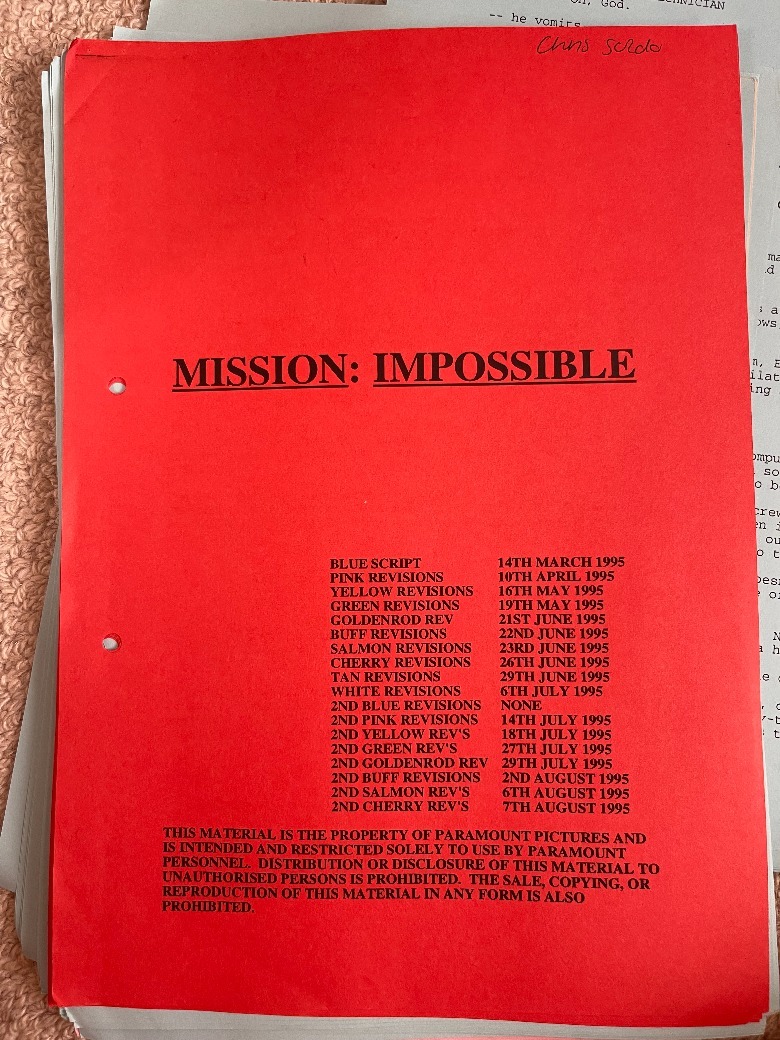 Oh, God.
-- he vomits
Chris Soldo
MISSION: IMPOSSIBLE
BLUE SCRIPT 14TH MARCH 1995
PINK REVISIONS 10TH APRIL 1995
YELLOW REVISIONS 16TH MAY 1995
GREEN REVISIONS 19TH MAY 1995
GOLDENROD REV 21ST JUNE 1995
BUFF REVISIONS 22ND JUNE 1995
SALMON REVISIONS 23RD JUNE 1995
CHERRY REVISIONS 26TH JUNE 1995
TAN REVISIONS 29TH JUNE 1995
WHITE REVISIONS 6TH JULY 1995
2ND BLUE REVISIONS NONE
2ND PINK REVISIONS 14TH JULY 1995
2ND YELLOW REV'S 18TH JULY 1995
2ND GREEN REV'S 27TH JULY 1995
2ND GOLDENROD REV 29TH JULY 1995
2ND BUFF REVISIONS 2ND AUGUST 1995
2ND SALMON REV'S 6TH AUGUST 1995
2ND CHERRY REV'S 7TH AUGUST 1995
THIS MATERIAL IS THE PROPERTY OF PARAMOUNT PICTURES AND
IS INTENDED AND RESTRICTED SOLELY TO USE BY PARAMOUNT
PERSONNEL. DISTRIBUTION OR DISCLOSURE OF THIS MATERIAL TO
UNAUTHORISED PERSONS IS PROHIBITED. THE SALE, COPYING, OR
REPRODUCTION OF THIS MATERIAL IN ANY FORM IS ALSO
PROHIBITED.